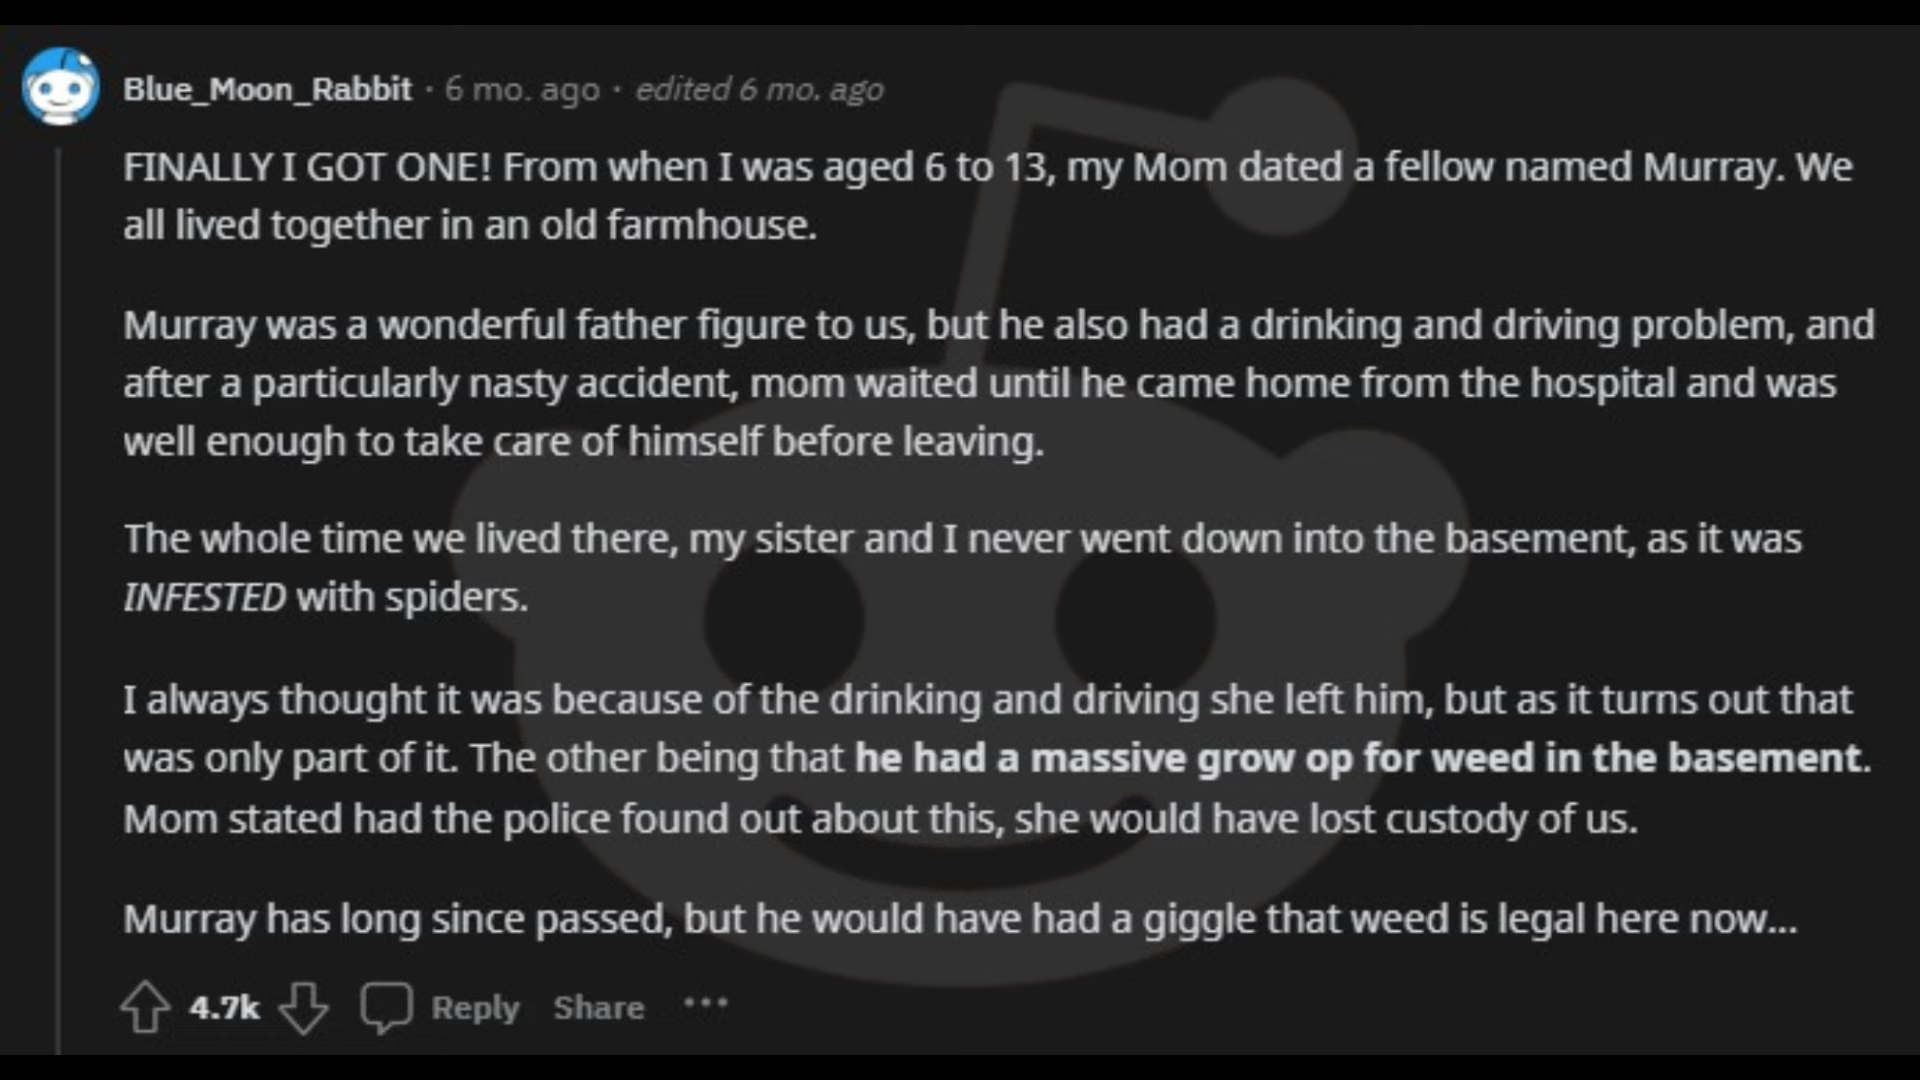 Blue_Moon_Rabbit · 6 mo. ago · edited 6 mo. ago
FINALLY I GOT ONE! From when I was aged 6 to 13, my Mom dated a fellow named Murray. We
all lived together in an old farmhouse.
Murray was a wonderful father figure to us, but he also had a drinking and driving problem, and
after a particularly nasty accident, mom waited until he came home from the hospital and was
well enough to take care of himself before leaving.
The whole time we lived there, my sister and I never went down into the basement, as it was
INFESTED with spiders.
I always thought it was because of the drinking and driving she left him, but as it turns out that
was only part of it. The other being that he had a massive grow op for weed in the basement.
Mom stated had the police found out about this, she would have lost custody of us.
Murray has long since passed, but he would have had a giggle that weed is legal here now...
4.7k Reply Share ...